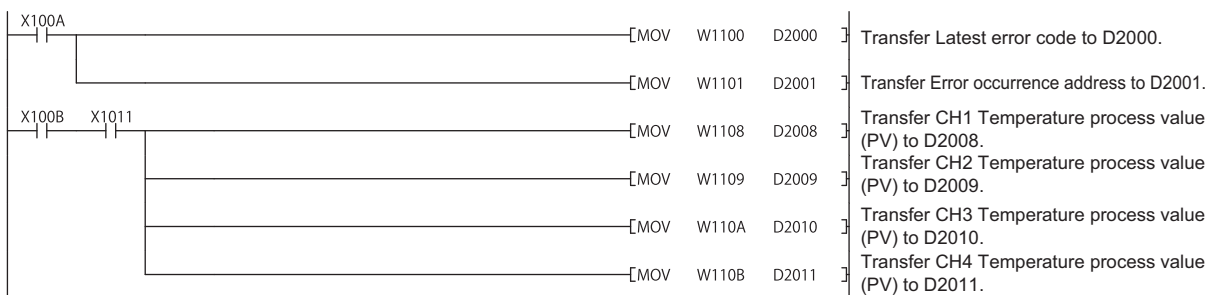 X100A
[MOV W1100 D2000 ] Transfer Latest error code to D2000.
[MOV W1101 D2001 ] Transfer Error occurrence address to D2001.
X100B X1011
[MOV W1108 D2008 ] Transfer CH1 Temperature process value
(PV) to D2008.
[MOV W1109 D2009 ] Transfer CH2 Temperature process value
(PV) to D2009.
[MOV W110A D2010 ] Transfer CH3 Temperature process value
(PV) to D2010.
[MOV W110B D2011 ] Transfer CH4 Temperature process value
(PV) to D2011.